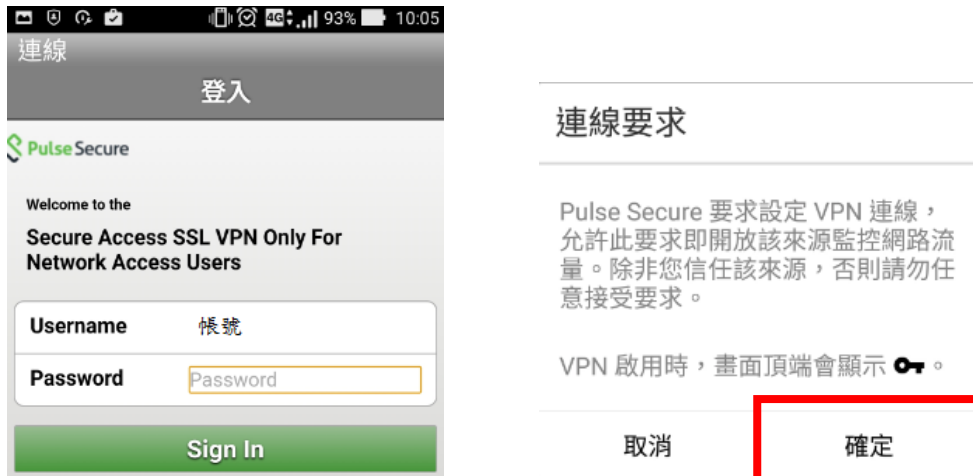 4G 93% 10:05
連線
登入
Pulse Secure
Welcome to the
Secure Access SSL VPN Only For
Network Access Users
Username 帳號
Password Password
Sign In
連線要求
Pulse Secure 要求設定 VPN 連線，
允許此要求即開放該來源監控網路流
量。除非您信任該來源，否則請勿任
意接受要求。
VPN 啟用時，畫面頂端會顯示 。
取消 確定